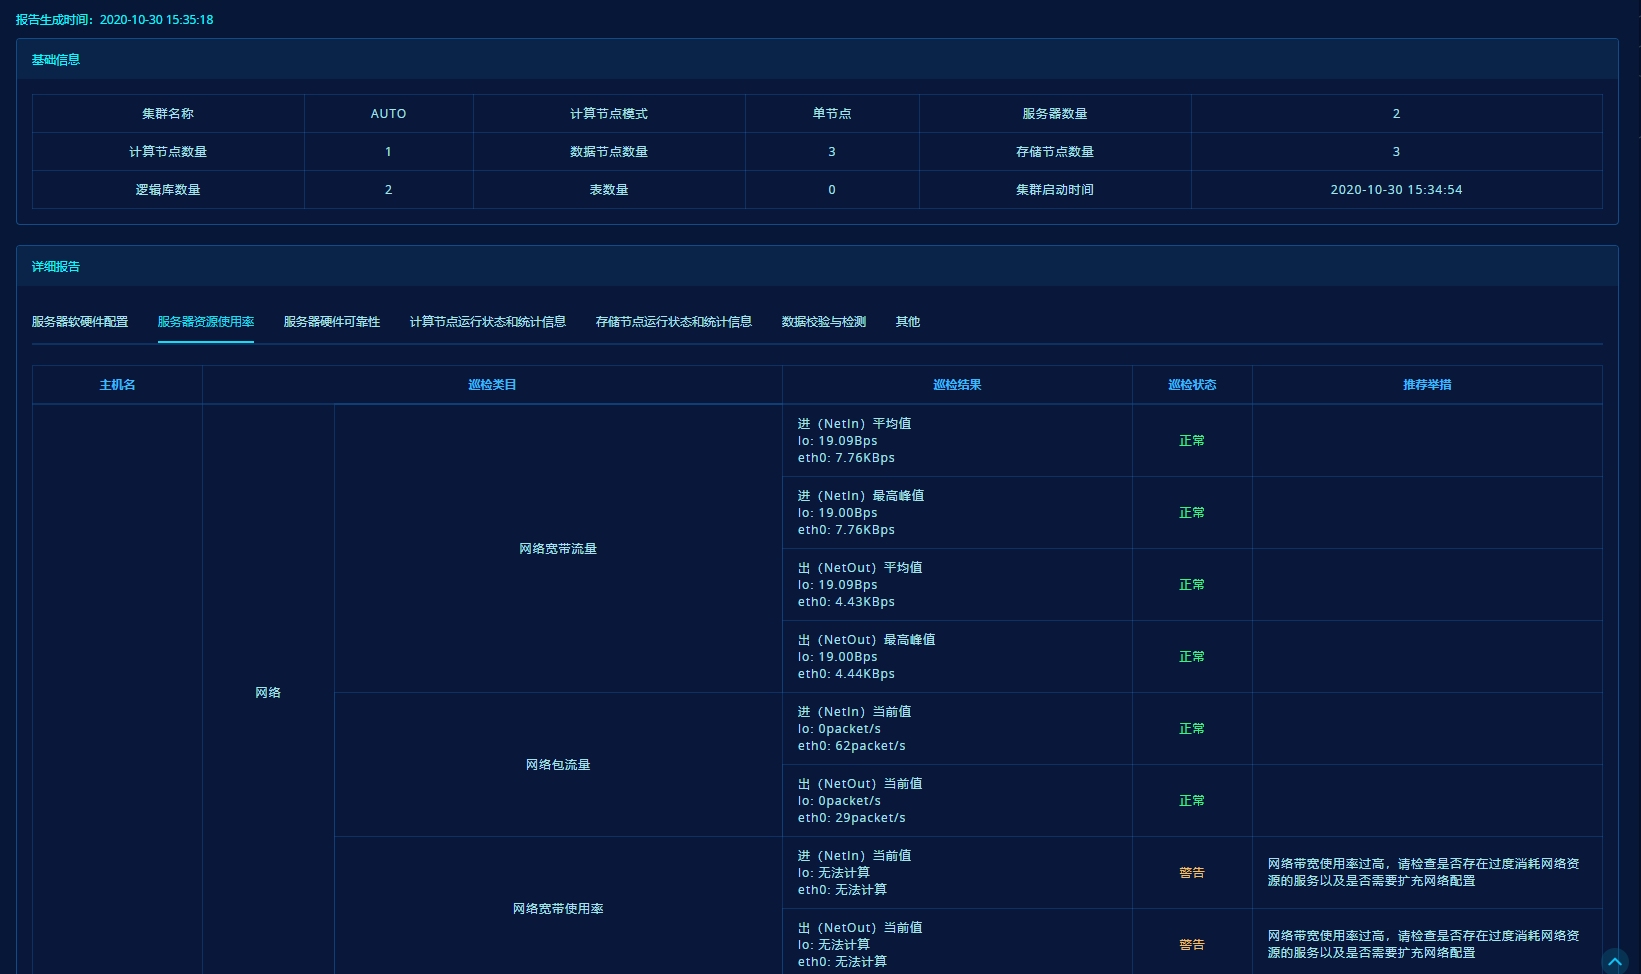 报告生成时间：2020-10-30 15:35:18
基础信息
集群名称 AUTO 计算节点模式 单节点 服务器数量 2
计算节点数量 1 数据节点数量 3 存储节点数量 3
逻辑库数量 2 表数量 0 集群启动时间 2020-10-30 15:34:54
详细报告
服务器软硬件配置 服务器资源使用率 服务器硬件可靠性 计算节点运行状态和统计信息 存储节点运行状态和统计信息 数据校验与检测 其他
主机名 巡检类目 巡检结果 巡检状态 推荐举措
网络
网络宽带流量
进（NetIn）平均值
lo: 19.09Bps
eth0: 7.76KBps
正常
进（NetIn）最高峰值
lo: 19.00Bps
eth0: 7.76KBps
正常
出（NetOut）平均值
lo: 19.09Bps
eth0: 4.43KBps
正常
出（NetOut）最高峰值
lo: 19.00Bps
eth0: 4.44KBps
正常
网络包流量
进（NetIn）当前值
lo: 0packet/s
eth0: 62packet/s
正常
出（NetOut）当前值
lo: 0packet/s
eth0: 29packet/s
正常
网络宽带使用率
进（NetIn）当前值
lo: 无法计算
eth0: 无法计算
警告
网络带宽使用率过高，请检查是否存在过度消耗网络资
源的服务以及是否需要扩充网络配置
出（NetOut）当前值
lo: 无法计算
eth0: 无法计算
警告
网络带宽使用率过高，请检查是否存在过度消耗网络资
源的服务以及是否需要扩充网络配置